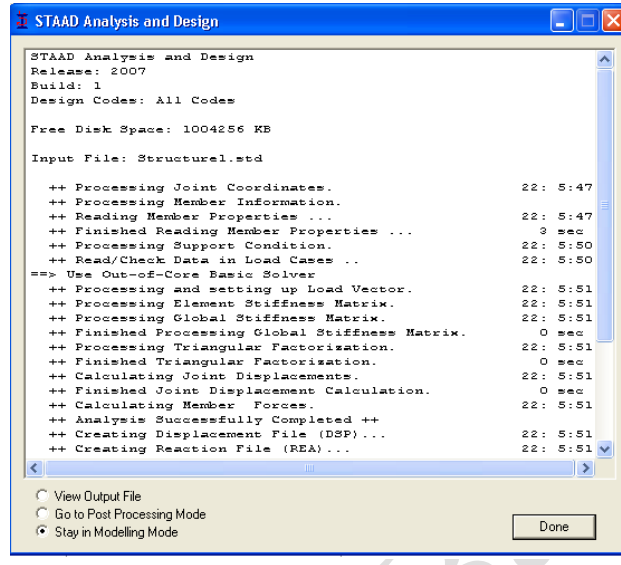 STAAD Analysis and Design
STAAD Analysis and Design
Release: 2007
Build: 1
Design Codes: All Codes
Free Disk Space: 1004256 KB
Input File: Structure1.std
++ Processing Joint Coordinates. 22: 5:47
++ Processing Member Information.
++ Reading Member Properties ... 22: 5:47
++ Finished Reading Member Properties ... 3 sec
++ Processing Support Condition. 22: 5:50
++ Read/Check Data in Load Cases .. 22: 5:50
==> Use Out-of-Core Basic Solver
++ Processing and setting up Load Vector. 22: 5:51
++ Processing Element Stiffness Matrix. 22: 5:51
++ Processing Global Stiffness Matrix. 22: 5:51
++ Finished Processing Global Stiffness Matrix. 0 sec
++ Processing Triangular Factorization. 22: 5:51
++ Finished Triangular Factorization. 0 sec
++ Calculating Joint Displacements. 22: 5:51
++ Finished Joint Displacement Calculation. 0 sec
++ Calculating Member  Forces. 22: 5:51
++ Analysis Successfully Completed ++
++ Creating Displacement File (DSP)... 22: 5:51
++ Creating Reaction File (REA)... 22: 5:51
View Output File
Go to Post Processing Mode
Stay in Modelling Mode
Done